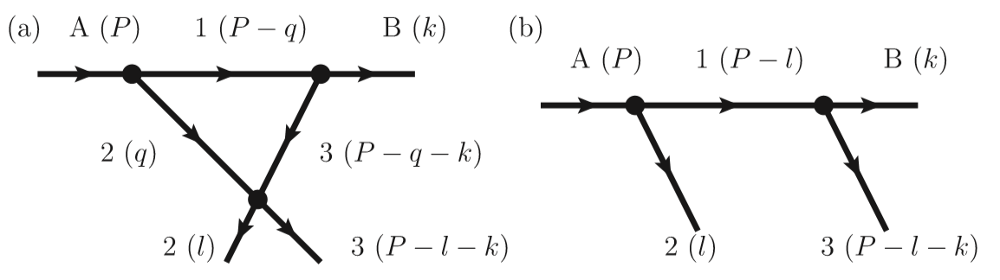 (a) A (P) 1 (P − q) B (k)
2 (q) 3 (P − q − k)
2 (l) 3 (P − l − k)
(b)
A (P) 1 (P − l) B (k)
2 (l) 3 (P − l − k)